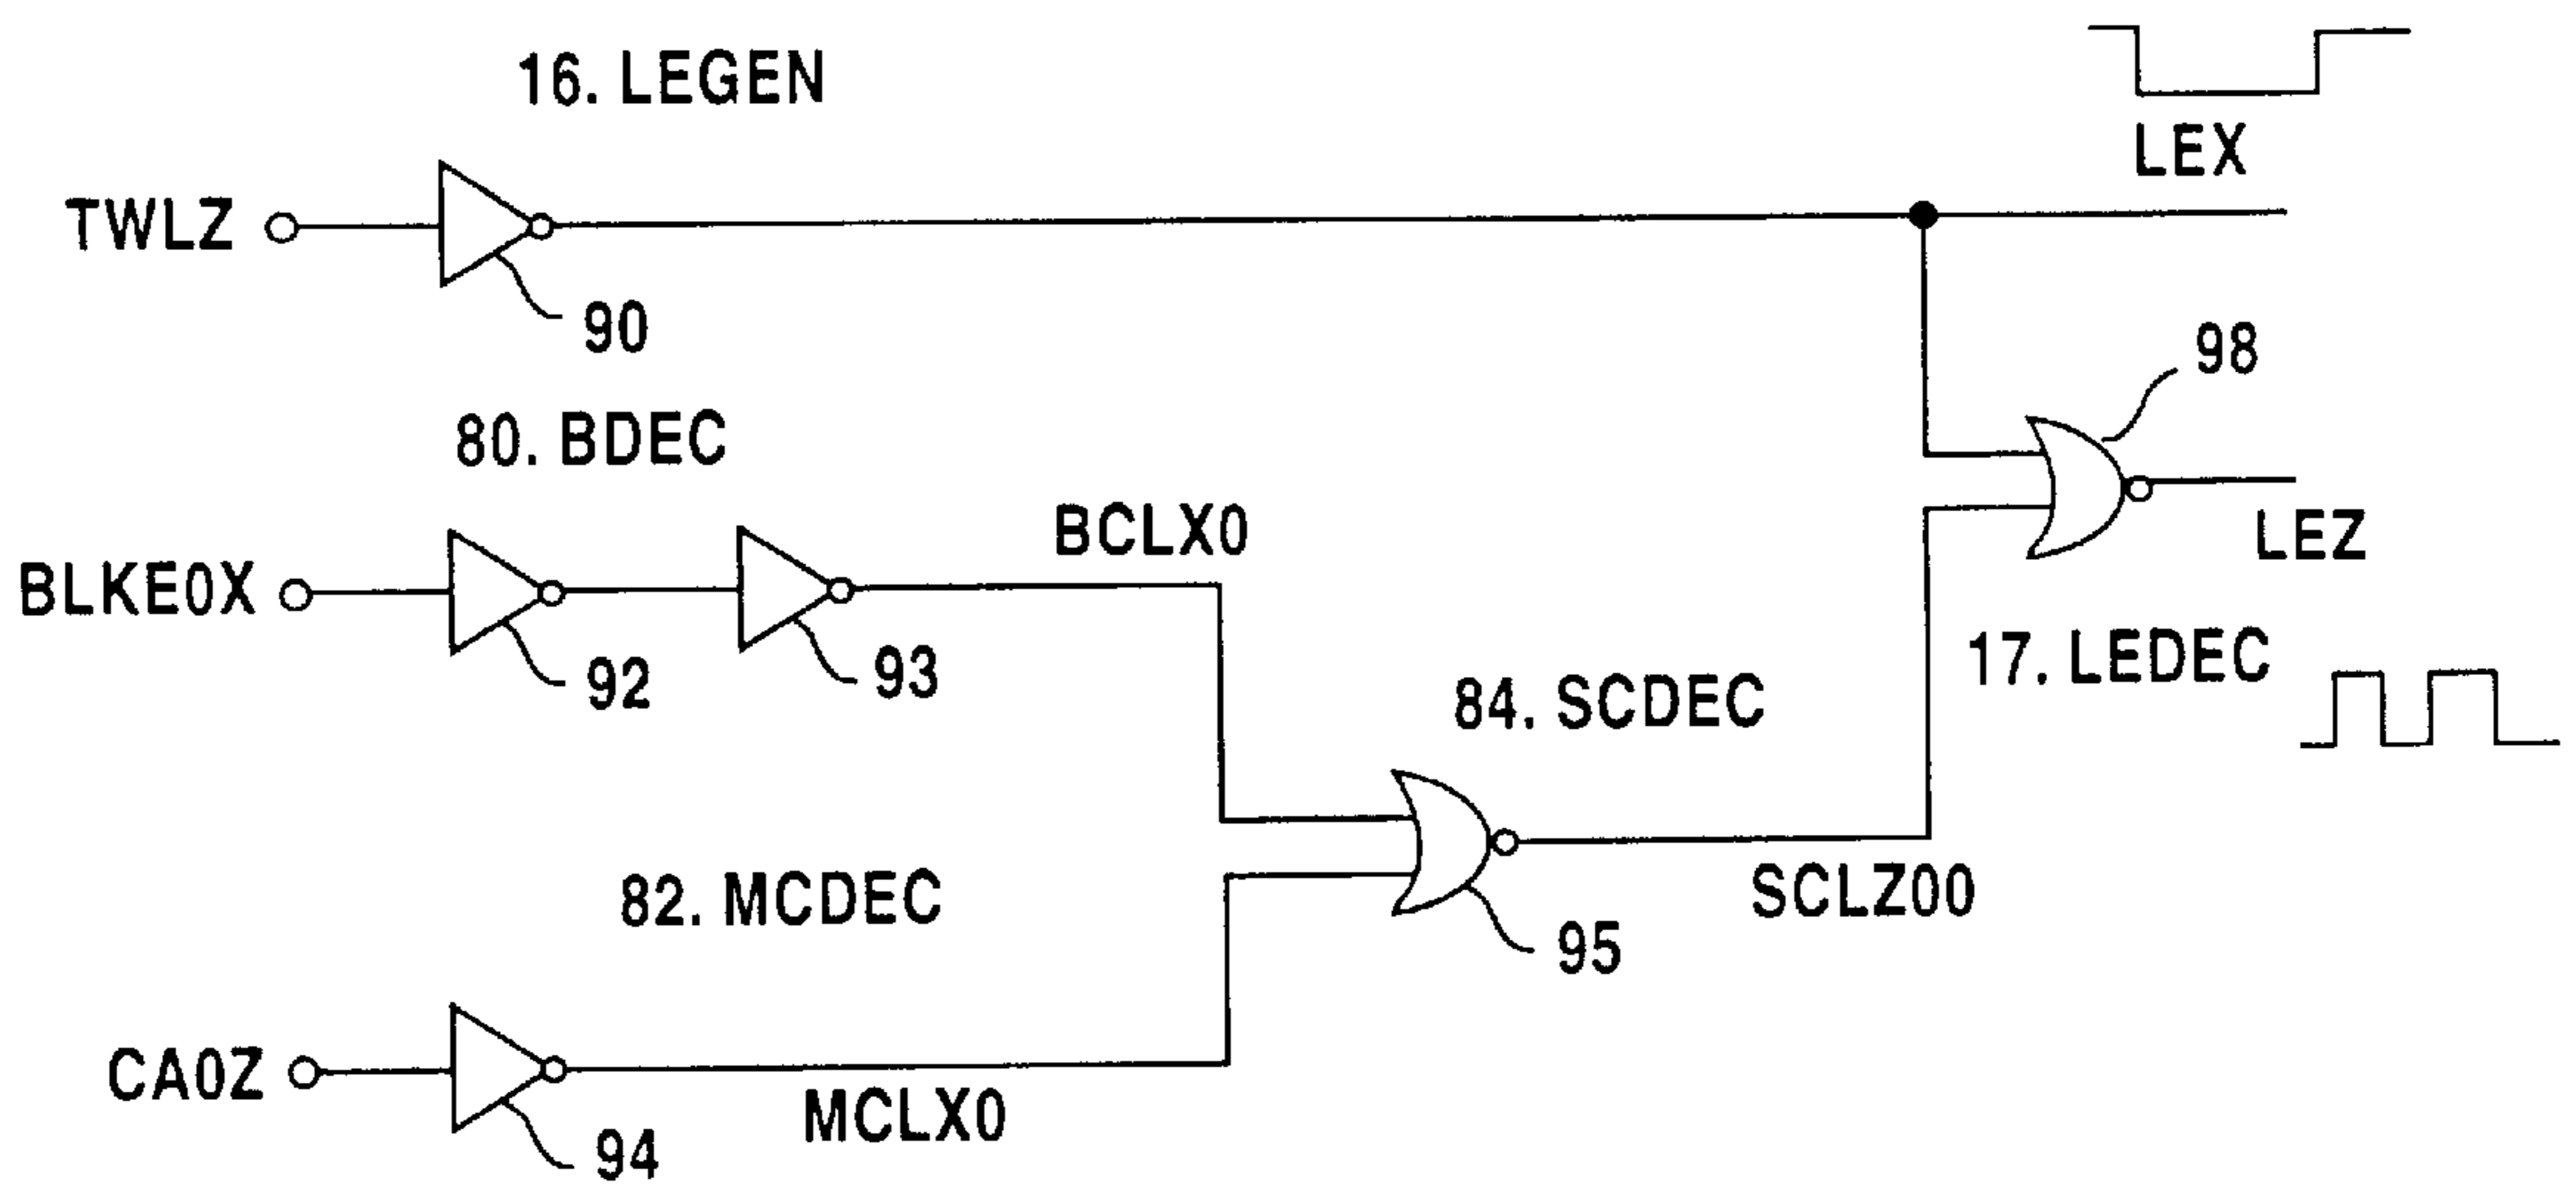 16. LEGEN
LEX
TWLZ
90
98
80. BDEC
BCLX0
LEZ
BLKE0X
92
93
17. LEDEC
84. SCDEC
82. MCDEC
SCLZ00
95
CA0Z
MCLX0
94